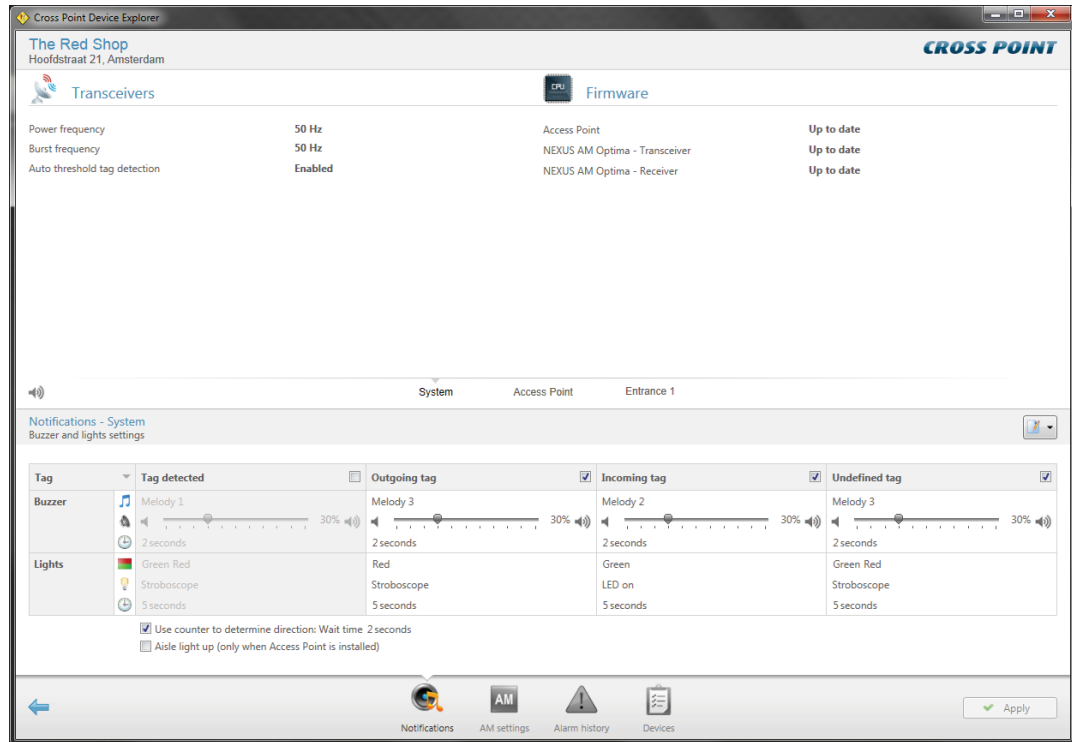 Cross Point Device Explorer
The Red Shop
Hoofdstraat 21, Amsterdam
CROSS POINT
Transceivers
CPU
Firmware
Power frequency 50 Hz Access Point Up to date
Burst frequency 50 Hz NEXUS AM Optima - Transceiver Up to date
Auto threshold tag detection Enabled NEXUS AM Optima - Receiver Up to date
System Access Point Entrance 1
Notifications - System
Buzzer and lights settings
Tag Tag detected Outgoing tag Incoming tag Undefined tag
Buzzer Melody 1 Melody 3 Melody 2 Melody 3
30% 30% 30% 30%
2 seconds 2 seconds 2 seconds 2 seconds
Lights Green Red Red Green Green Red
Stroboscope Stroboscope LED on Stroboscope
5 seconds 5 seconds 5 seconds 5 seconds
Use counter to determine direction: Wait time 2 seconds
Aisle light up (only when Access Point is installed)
AM
Notifications AM settings Alarm history Devices
Apply